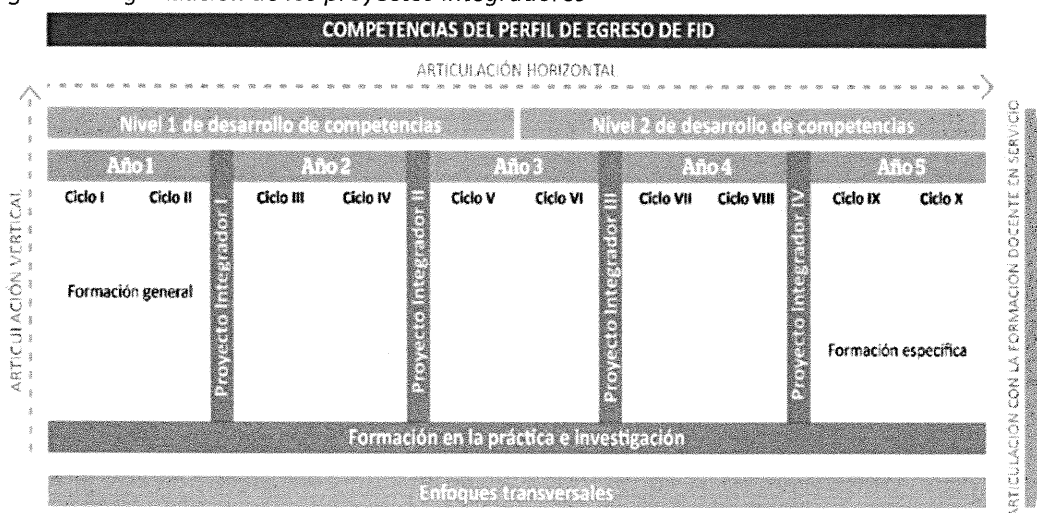 los proyectos integradores
COMPETENCIAS DEL PERFIL DE EGRESO DE FID
ARTICULACIÓN HORIZONTAL
Nivel 1 de desarrollo de competencias
Nivel 2 de desarrollo de competencias
Año 1
Año 2
Año 3
Año 4
Año 5
Ciclo I
Ciclo II
Ciclo III
Ciclo IV
Ciclo V
Ciclo VI
Ciclo VII
Ciclo VIII
Ciclo IX
Ciclo X
Proyecto Integrador I
Proyecto Integrador II
Proyecto Integrador III
Proyecto Integrador IV
ARTICULACIÓN VERTICAL
Formación general
Formación específica
Formación en la práctica e investigación
Enfoques transversales
ARTICULACIÓN CON LA FORMACIÓN DOCENTE EN SERVICIO